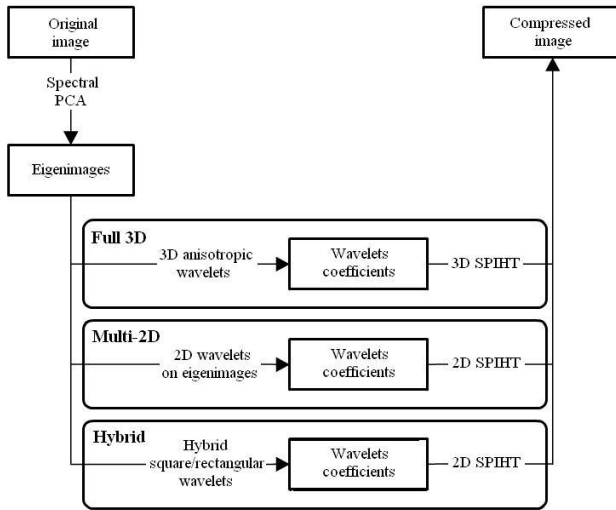 Original
image
Compressed
image
Spectral
PCA
Eigenimages
Full 3D
3D anisotropic
wavelets
Wavelets
coefficients
3D SPIHT
Multi-2D
2D wavelets
on eigenimages
Wavelets
coefficients
2D SPIHT
Hybrid
Hybrid
square/rectangular
wavelets
Wavelets
coefficients
2D SPIHT